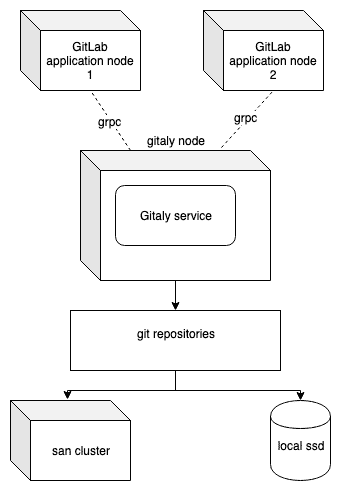 GitLab
application node
1
GitLab
application node
2
grpc
grpc
gitaly node
Gitaly service
git repositories
san cluster
local ssd